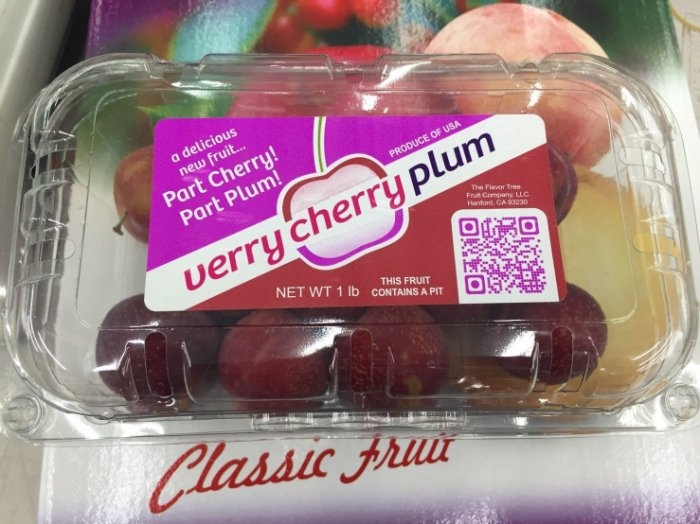 a delicious
new fruit...
Part Cherry!
Part Plum!
PRODUCE OF USA
verry cherry plum
The Flavor Tree
Fruit Company, LLC
Hanford, CA 93230
NET WT 1 lb
THIS FRUIT
CONTAINS A PIT
Classic Fruit